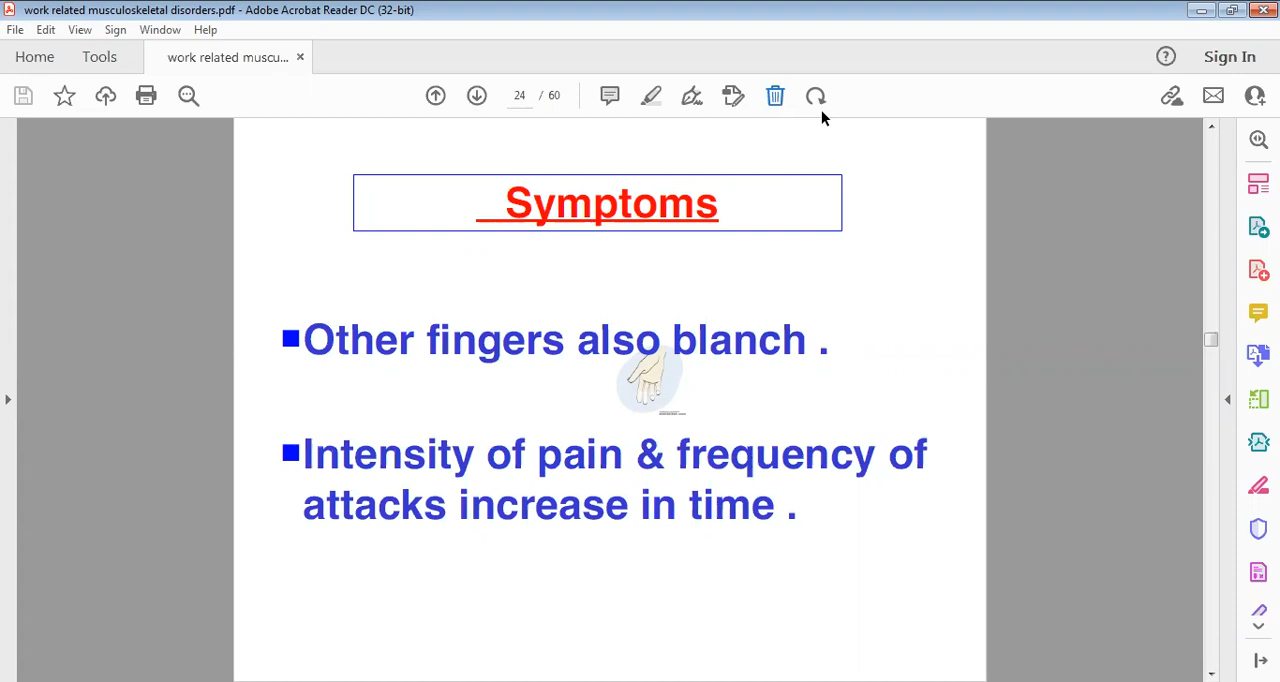 work related musculoskeletal disorders.pdf - Adobe Acrobat Reader DC (32-bit)
File Edit View Sign Window Help
Home Tools work related muscu... Sign In
24 / 60
Symptoms
Other fingers also blanch .
Intensity of pain & frequency of
attacks increase in time .